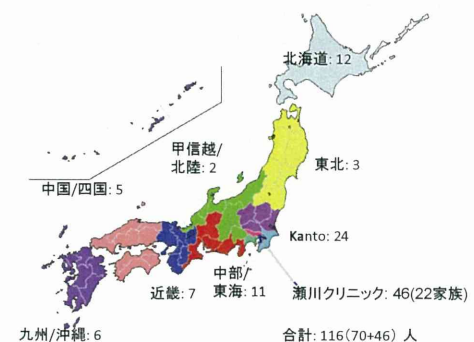 北海道: 12
甲信越/
北陸: 2
東北: 3
中国/四国: 5
Kanto: 24
中部/
東海: 11
近畿: 7
瀬川クリニック: 46(22家族)
九州/沖縄: 6
合計: 116(70+46) 人